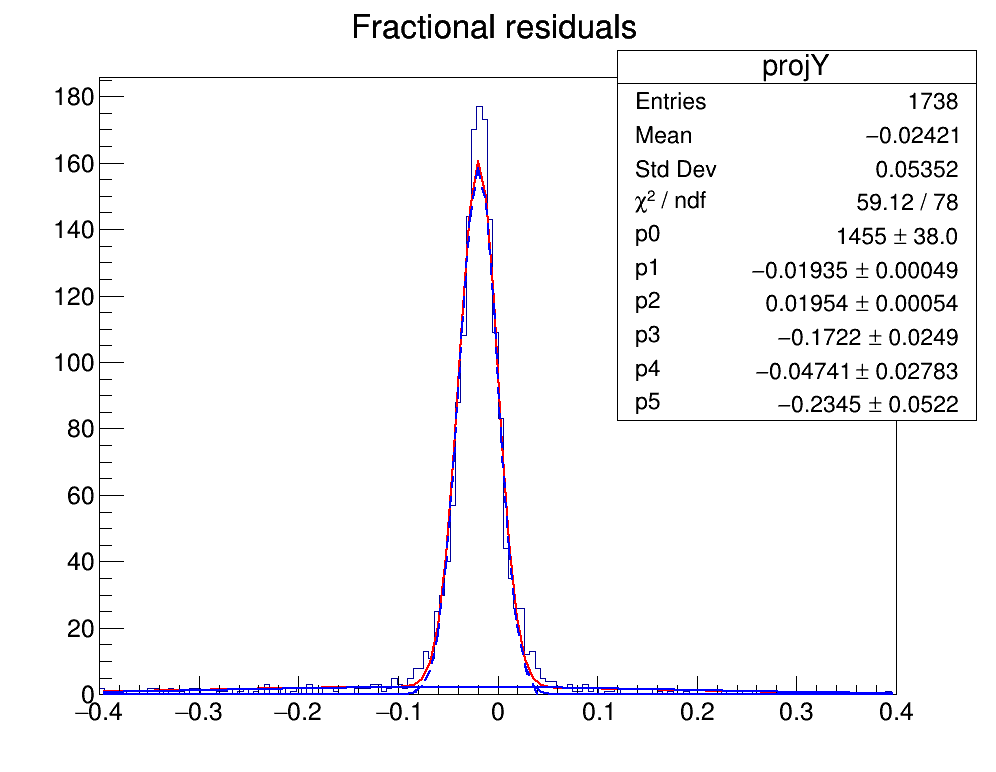 Fractional residuals
projY
Entries 1738
Mean −0.02421
Std Dev 0.05352
χ² / ndf 59.12 / 78
p0 1455 ± 38.0
p1 −0.01935 ± 0.00049
p2 0.01954 ± 0.00054
p3 −0.1722 ± 0.0249
p4 −0.04741 ± 0.02783
p5 −0.2345 ± 0.0522
180
160
140
120
100
80
60
40
20
0
−0.4 −0.3 −0.2 −0.1 0 0.1 0.2 0.3 0.4